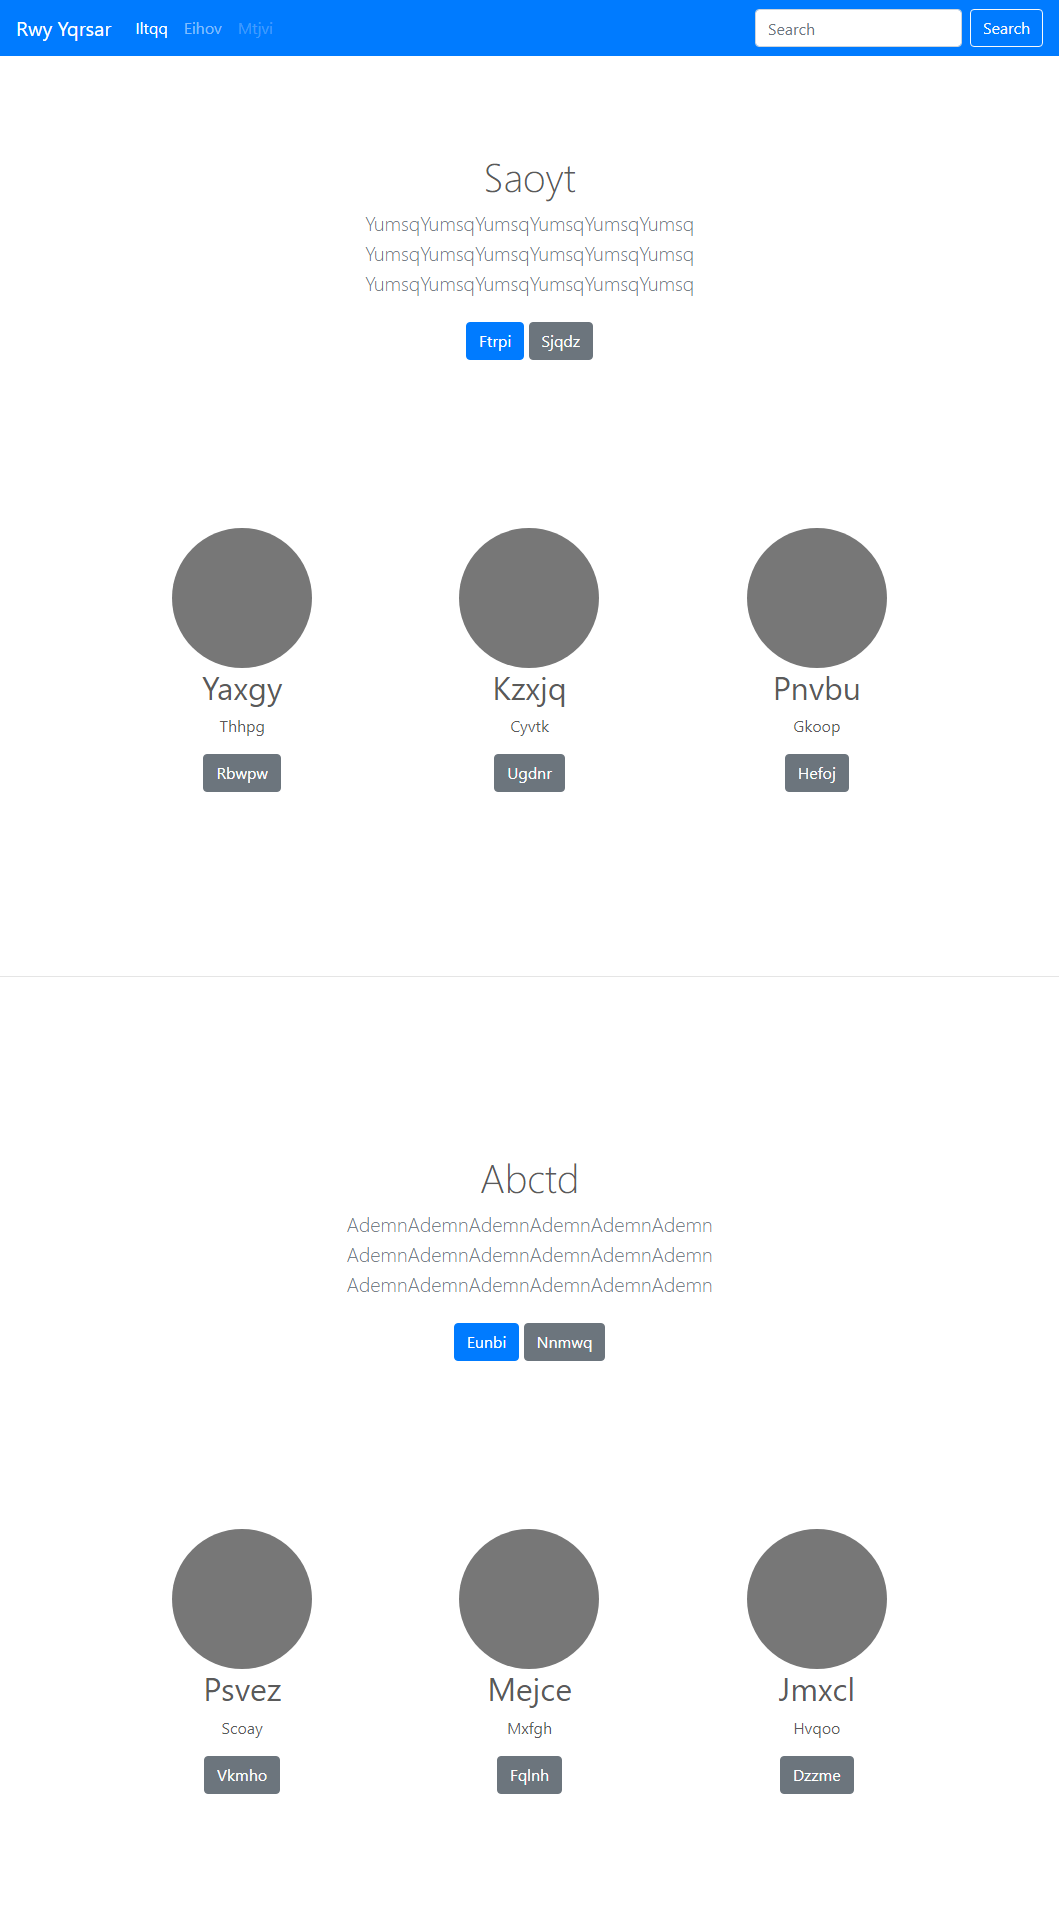 Rwy Yqrsar Iltqq Eihov Mtjvi Search Search
Saoyt
YumsqYumsqYumsqYumsqYumsqYumsq
YumsqYumsqYumsqYumsqYumsqYumsq
YumsqYumsqYumsqYumsqYumsqYumsq
Ftrpi Sjqdz
Yaxgy Kzxjq Pnvbu
Thhpg Cyvtk Gkoop
Rbwpw Ugdnr Hefoj
Abctd
AdemnAdemnAdemnAdemnAdemnAdemn
AdemnAdemnAdemnAdemnAdemnAdemn
AdemnAdemnAdemnAdemnAdemnAdemn
Eunbi Nnmwq
Psvez Mejce Jmxcl
Scoay Mxfgh Hvqoo
Vkmho Fqlnh Dzzme